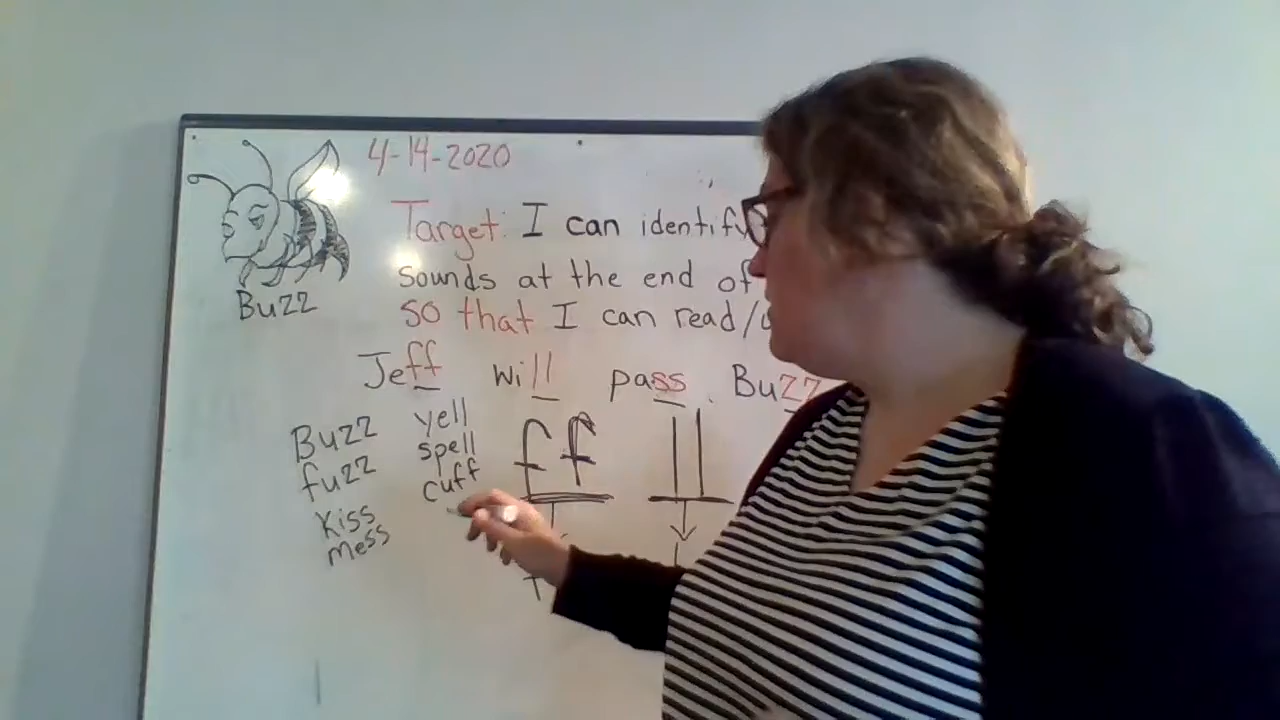 4-14-2020
Target: I can identify
sounds at the end of
so that I can read/
Buzz
Jeff will pass Buzz
Buzz
fuzz
Kiss
mess
yell
spell
cuff
ff ll